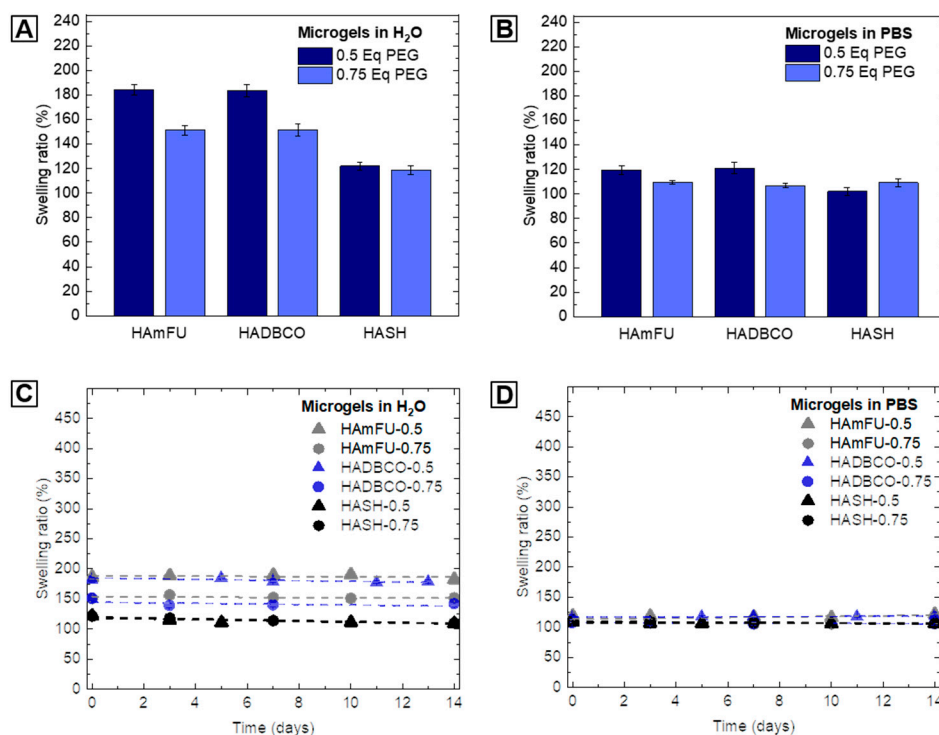 A
Microgels in H2O
0.5 Eq PEG
0.75 Eq PEG
Swelling ratio (%)
240
220
200
180
160
140
120
100
80
60
40
20
0
HAmFU HADBCO HASH
B
Microgels in PBS
0.5 Eq PEG
0.75 Eq PEG
Swelling ratio (%)
240
220
200
180
160
140
120
100
80
60
40
20
0
HAmFU HADBCO HASH
C
Microgels in H2O
HAmFU-0.5
HAmFU-0.75
HADBCO-0.5
HADBCO-0.75
HASH-0.5
HASH-0.75
Swelling ratio (%)
450
400
350
300
250
200
150
100
50
0
0 2 4 6 8 10 12 14
Time (days)
D
Microgels in PBS
HAmFU-0.5
HAmFU-0.75
HADBCO-0.5
HADBCO-0.75
HASH-0.5
HASH-0.75
Swelling ratio (%)
450
400
350
300
250
200
150
100
50
0
0 2 4 6 8 10 12 14
Time (days)